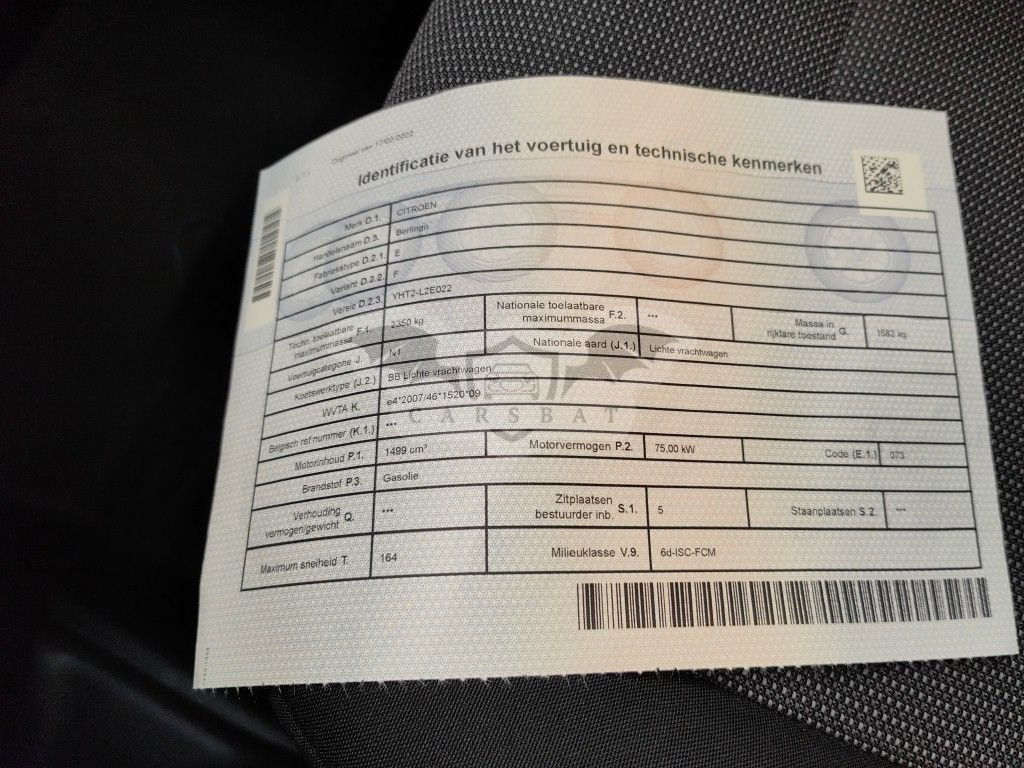 Origineel van 17/02/2022
Identificatie van het voertuig en technische kenmerken
Merk D.1. CITROEN
Handelsnaam D.3. Berlingo
Fabriekstype D.2.1. E
Variant D.2.2. F
Versie D.2.3. YHT2-L2E022
Techn. toelaatbare maximummassa F.1. 2350 kg Nationale toelaatbare maximummassa F.2. *** Massa in rijklare toestand G. 1582 kg
Voertuigcategorie J. N1 Nationale aard (J.1.) Lichte vrachtwagen
Koetswerktype (J.2.) BB Lichte vrachtwagen
WVTA K. e4*2007/46*1520*09
Belgisch ref nummer (K.1.) ***
Motorinhoud P.1. 1499 cm³ Motorvermogen P.2. 75.00 kW Code (E.1.) 073
Brandstof P.3. Gasolie
Verhouding vermogen/gewicht Q. *** Zitplaatsen bestuurder inb. S.1. 5 Staanplaatsen S.2. ***
Maximum snelheid T. 164 Milieuklasse V.9. 6d-ISC-FCM
CARSBAT